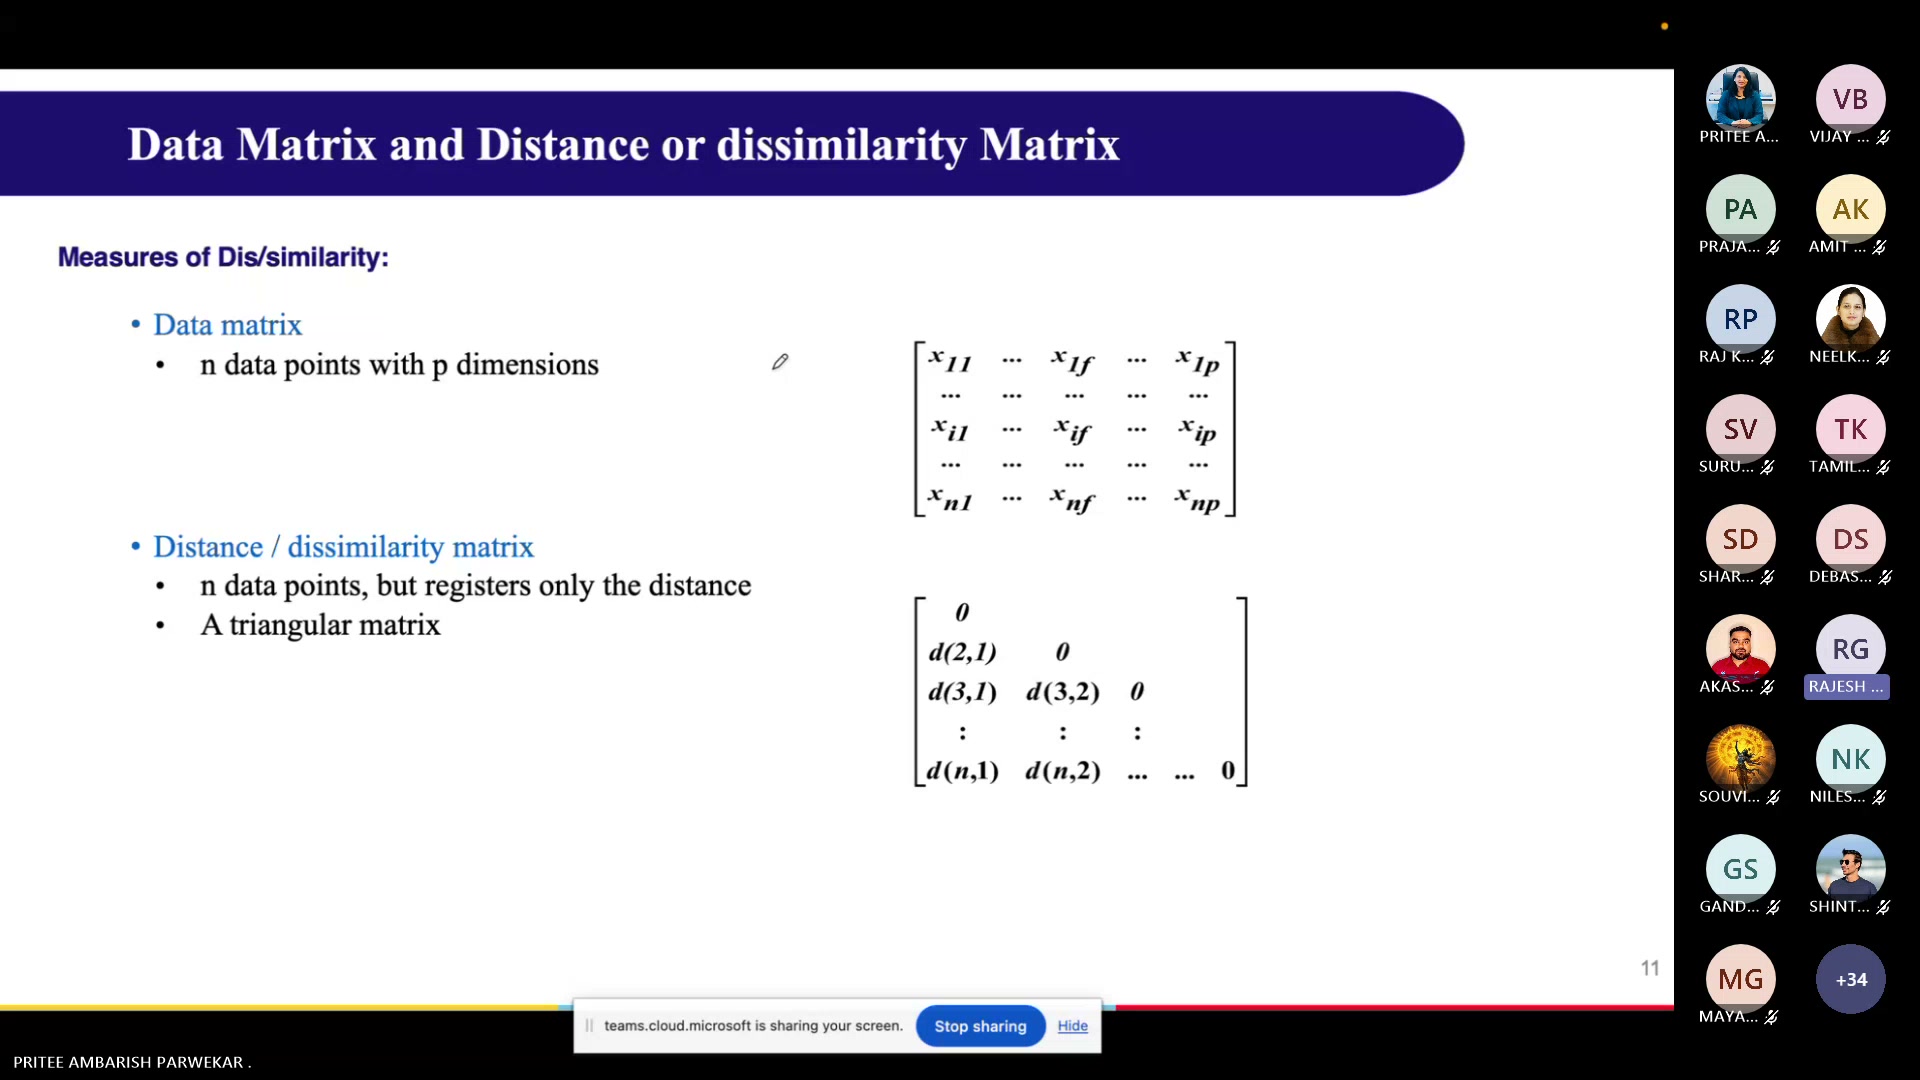 Data Matrix and Distance or dissimilarity Matrix
Measures of Dis/similarity:
• Data matrix
• n data points with p dimensions
x11 ... x1f ... x1p
... ... ... ... ...
xi1 ... xif ... xip
... ... ... ... ...
xn1 ... xnf ... xnp
• Distance / dissimilarity matrix
• n data points, but registers only the distance
• A triangular matrix
0
d(2,1) 0
d(3,1) d(3,2) 0
: : :
d(n,1) d(n,2) ... ... 0
11
teams.cloud.microsoft is sharing your screen. Stop sharing Hide
PRITEE AMBARISH PARWEKAR .
VB
PRITEE A... VIJAY ...
PA AK
PRAJA... AMIT ...
RP
RAJ K... NEELK...
SV TK
SURU... TAMIL...
SD DS
SHAR... DEBAS...
RG
AKAS... RAJESH ...
NK
SOUVI... NILES...
GS
GAND... SHINT...
MG +34
MAYA...